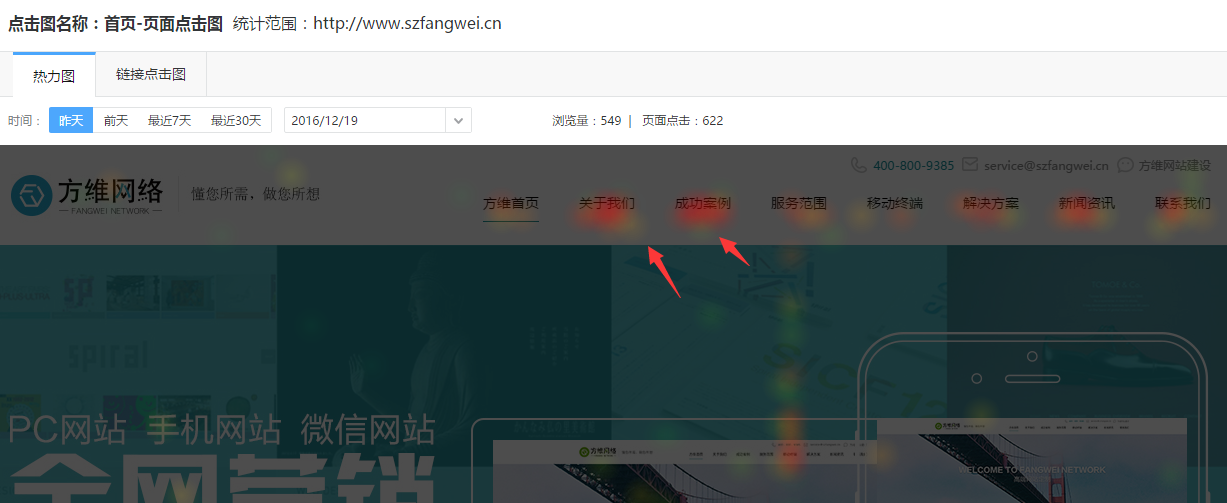 点击图名称：首页-页面点击图 统计范围：http://www.szfangwei.cn
热力图 链接点击图
时间： 昨天 前天 最近7天 最近30天 2016/12/19 浏览量：549 | 页面点击：622
400-800-9385 service@szfangwei.cn 方维网站建设
方维网络 懂您所需，做您所想
FANGWEI NETWORK
方维首页 关于我们 成功案例 服务范围 移动终端 解决方案 新闻资讯 联系我们
sp
spiral
PC网站 手机网站 微信网站
全网营销
方维网络
WELCOME TO FANGWEI NETWORK